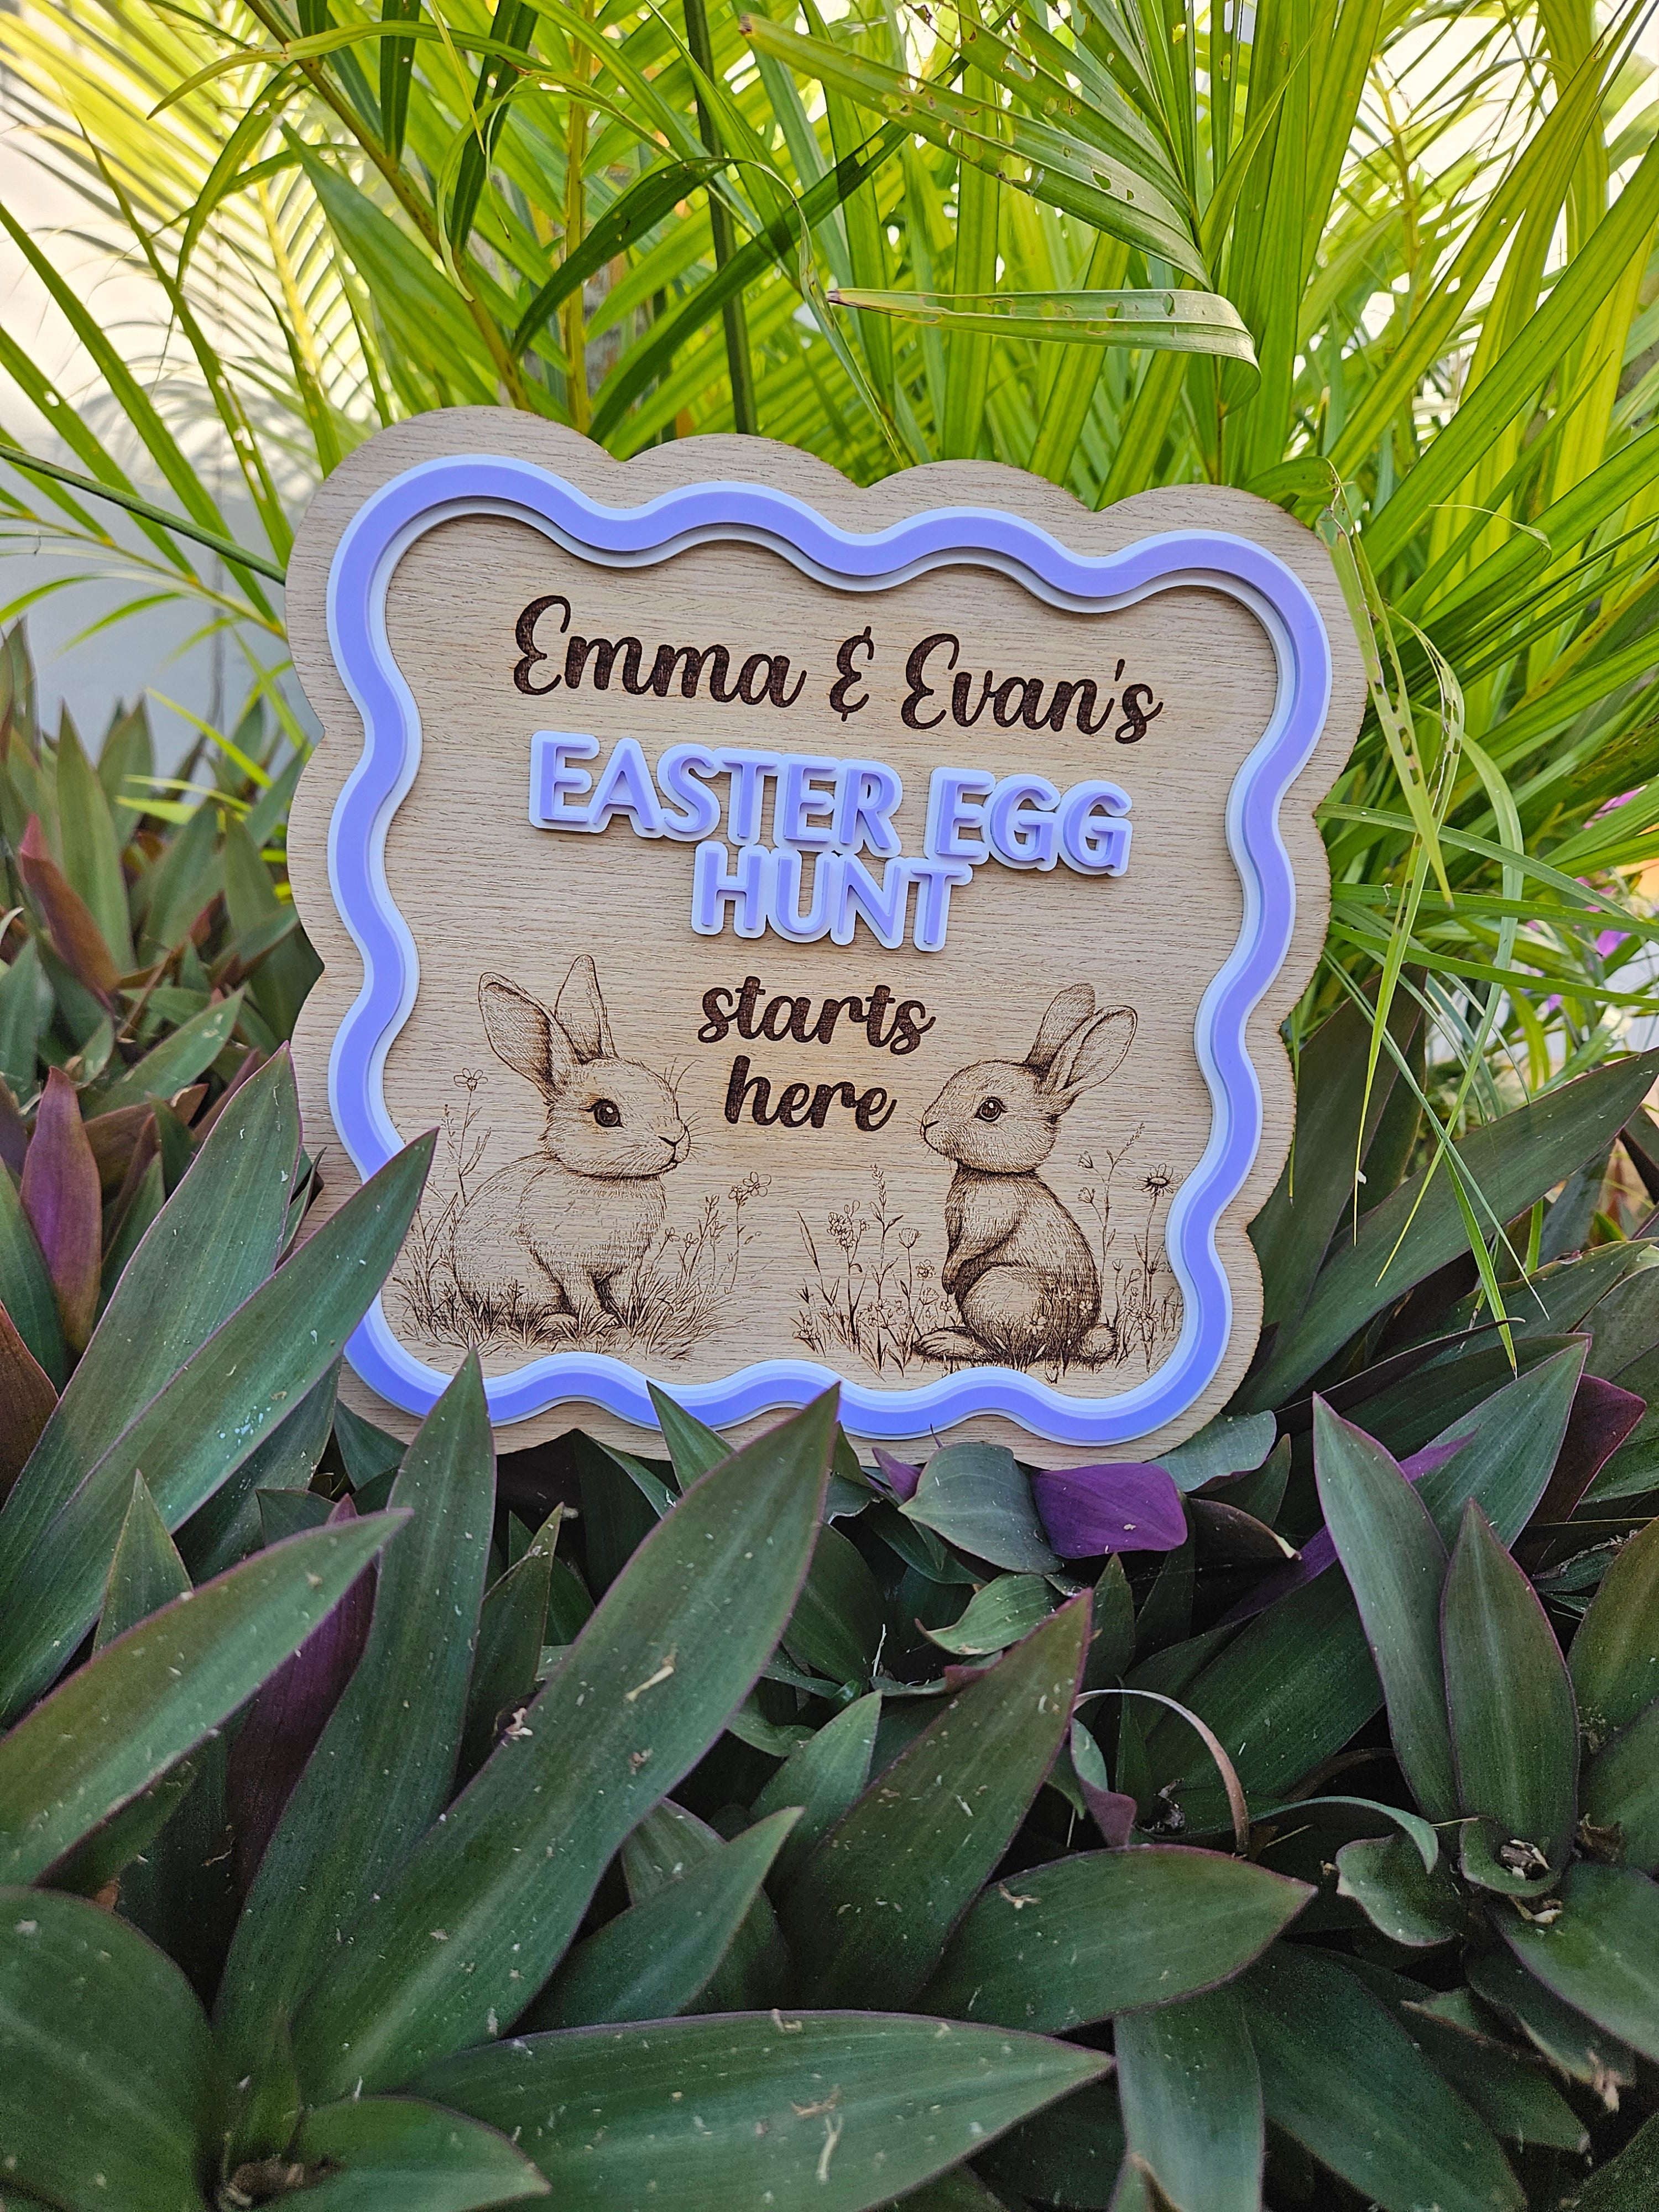 Emma & Evan's
EASTER EGG
HUNT
starts
here